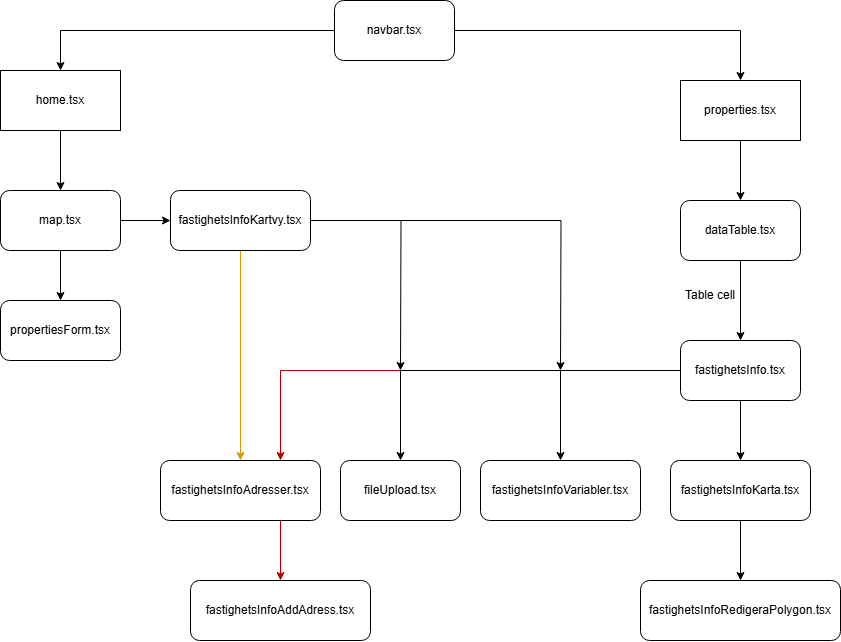 navbar.tsx
home.tsx
properties.tsx
map.tsx
fastighetsInfoKartvy.tsx
dataTable.tsx
Table cell
propertiesForm.tsx
fastighetsInfo.tsx
fastighetsInfoAdresser.tsx
fileUpload.tsx
fastighetsInfoVariabler.tsx
fastighetsInfoKarta.tsx
fastighetsInfoAddAdress.tsx
fastighetsInfoRedigeraPolygon.tsx